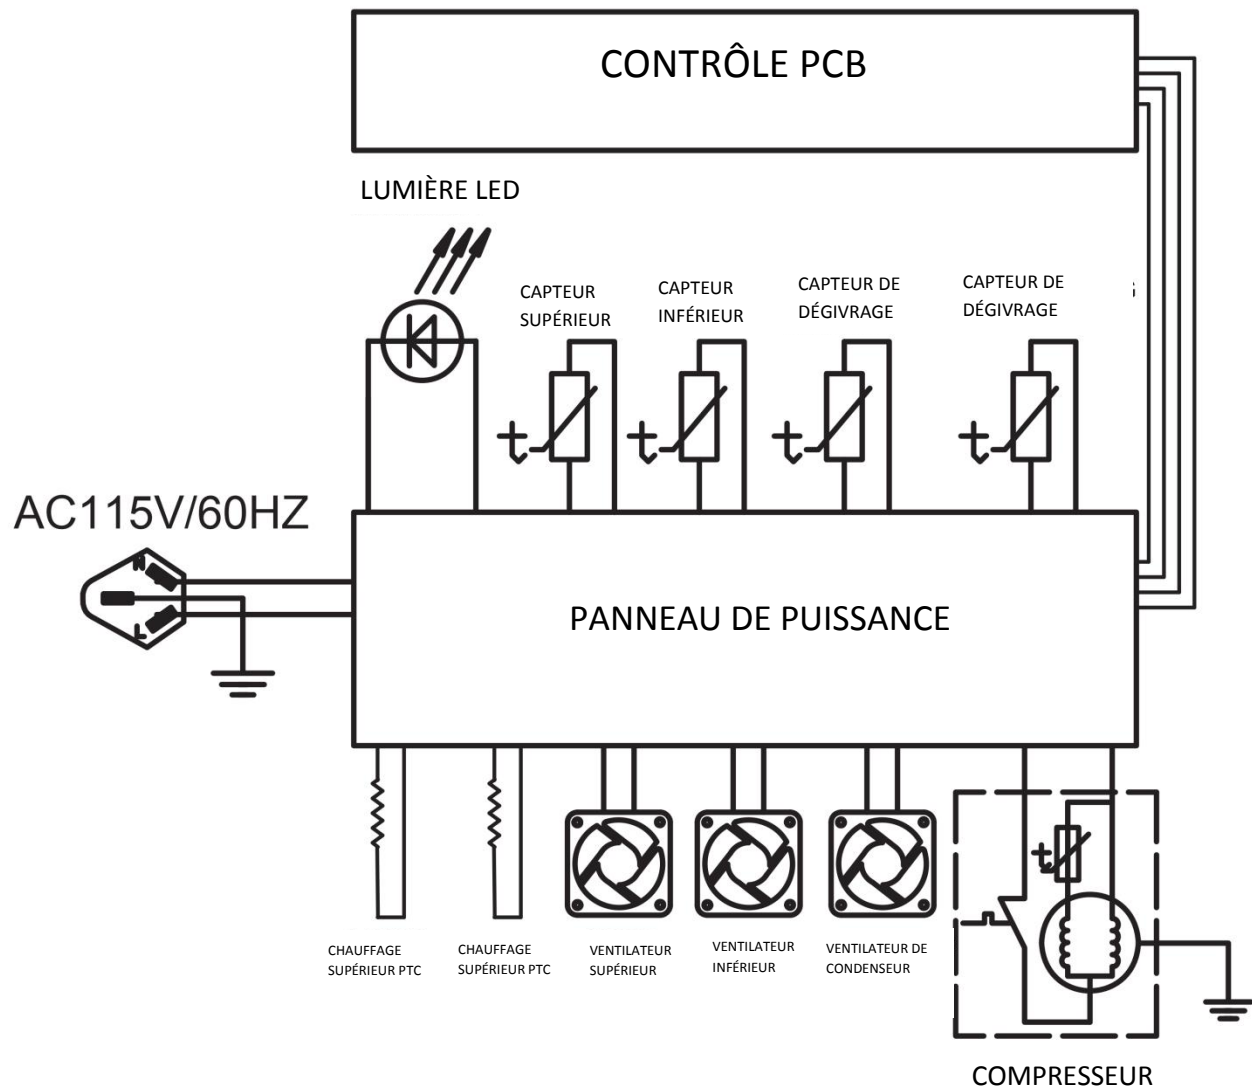 CONTRÔLE PCB
LUMIÈRE LED
CAPTEUR
SUPÉRIEUR
CAPTEUR
INFÉRIEUR
CAPTEUR DE
DÉGIVRAGE
CAPTEUR DE
DÉGIVRAGE
t
t
t
t
AC115V/60HZ
N
L
PANNEAU DE PUISSANCE
t
CHAUFFAGE
SUPÉRIEUR PTC
CHAUFFAGE
SUPÉRIEUR PTC
VENTILATEUR
SUPÉRIEUR
VENTILATEUR
INFÉRIEUR
VENTILATEUR DE
CONDENSEUR
COMPRESSEUR